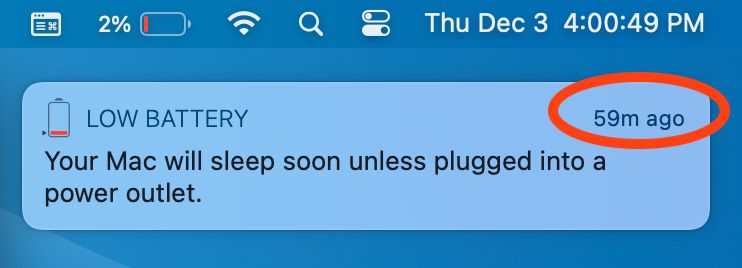 2% Thu Dec 3 4:00:49 PM
LOW BATTERY 59m ago
Your Mac will sleep soon unless plugged into a
power outlet.